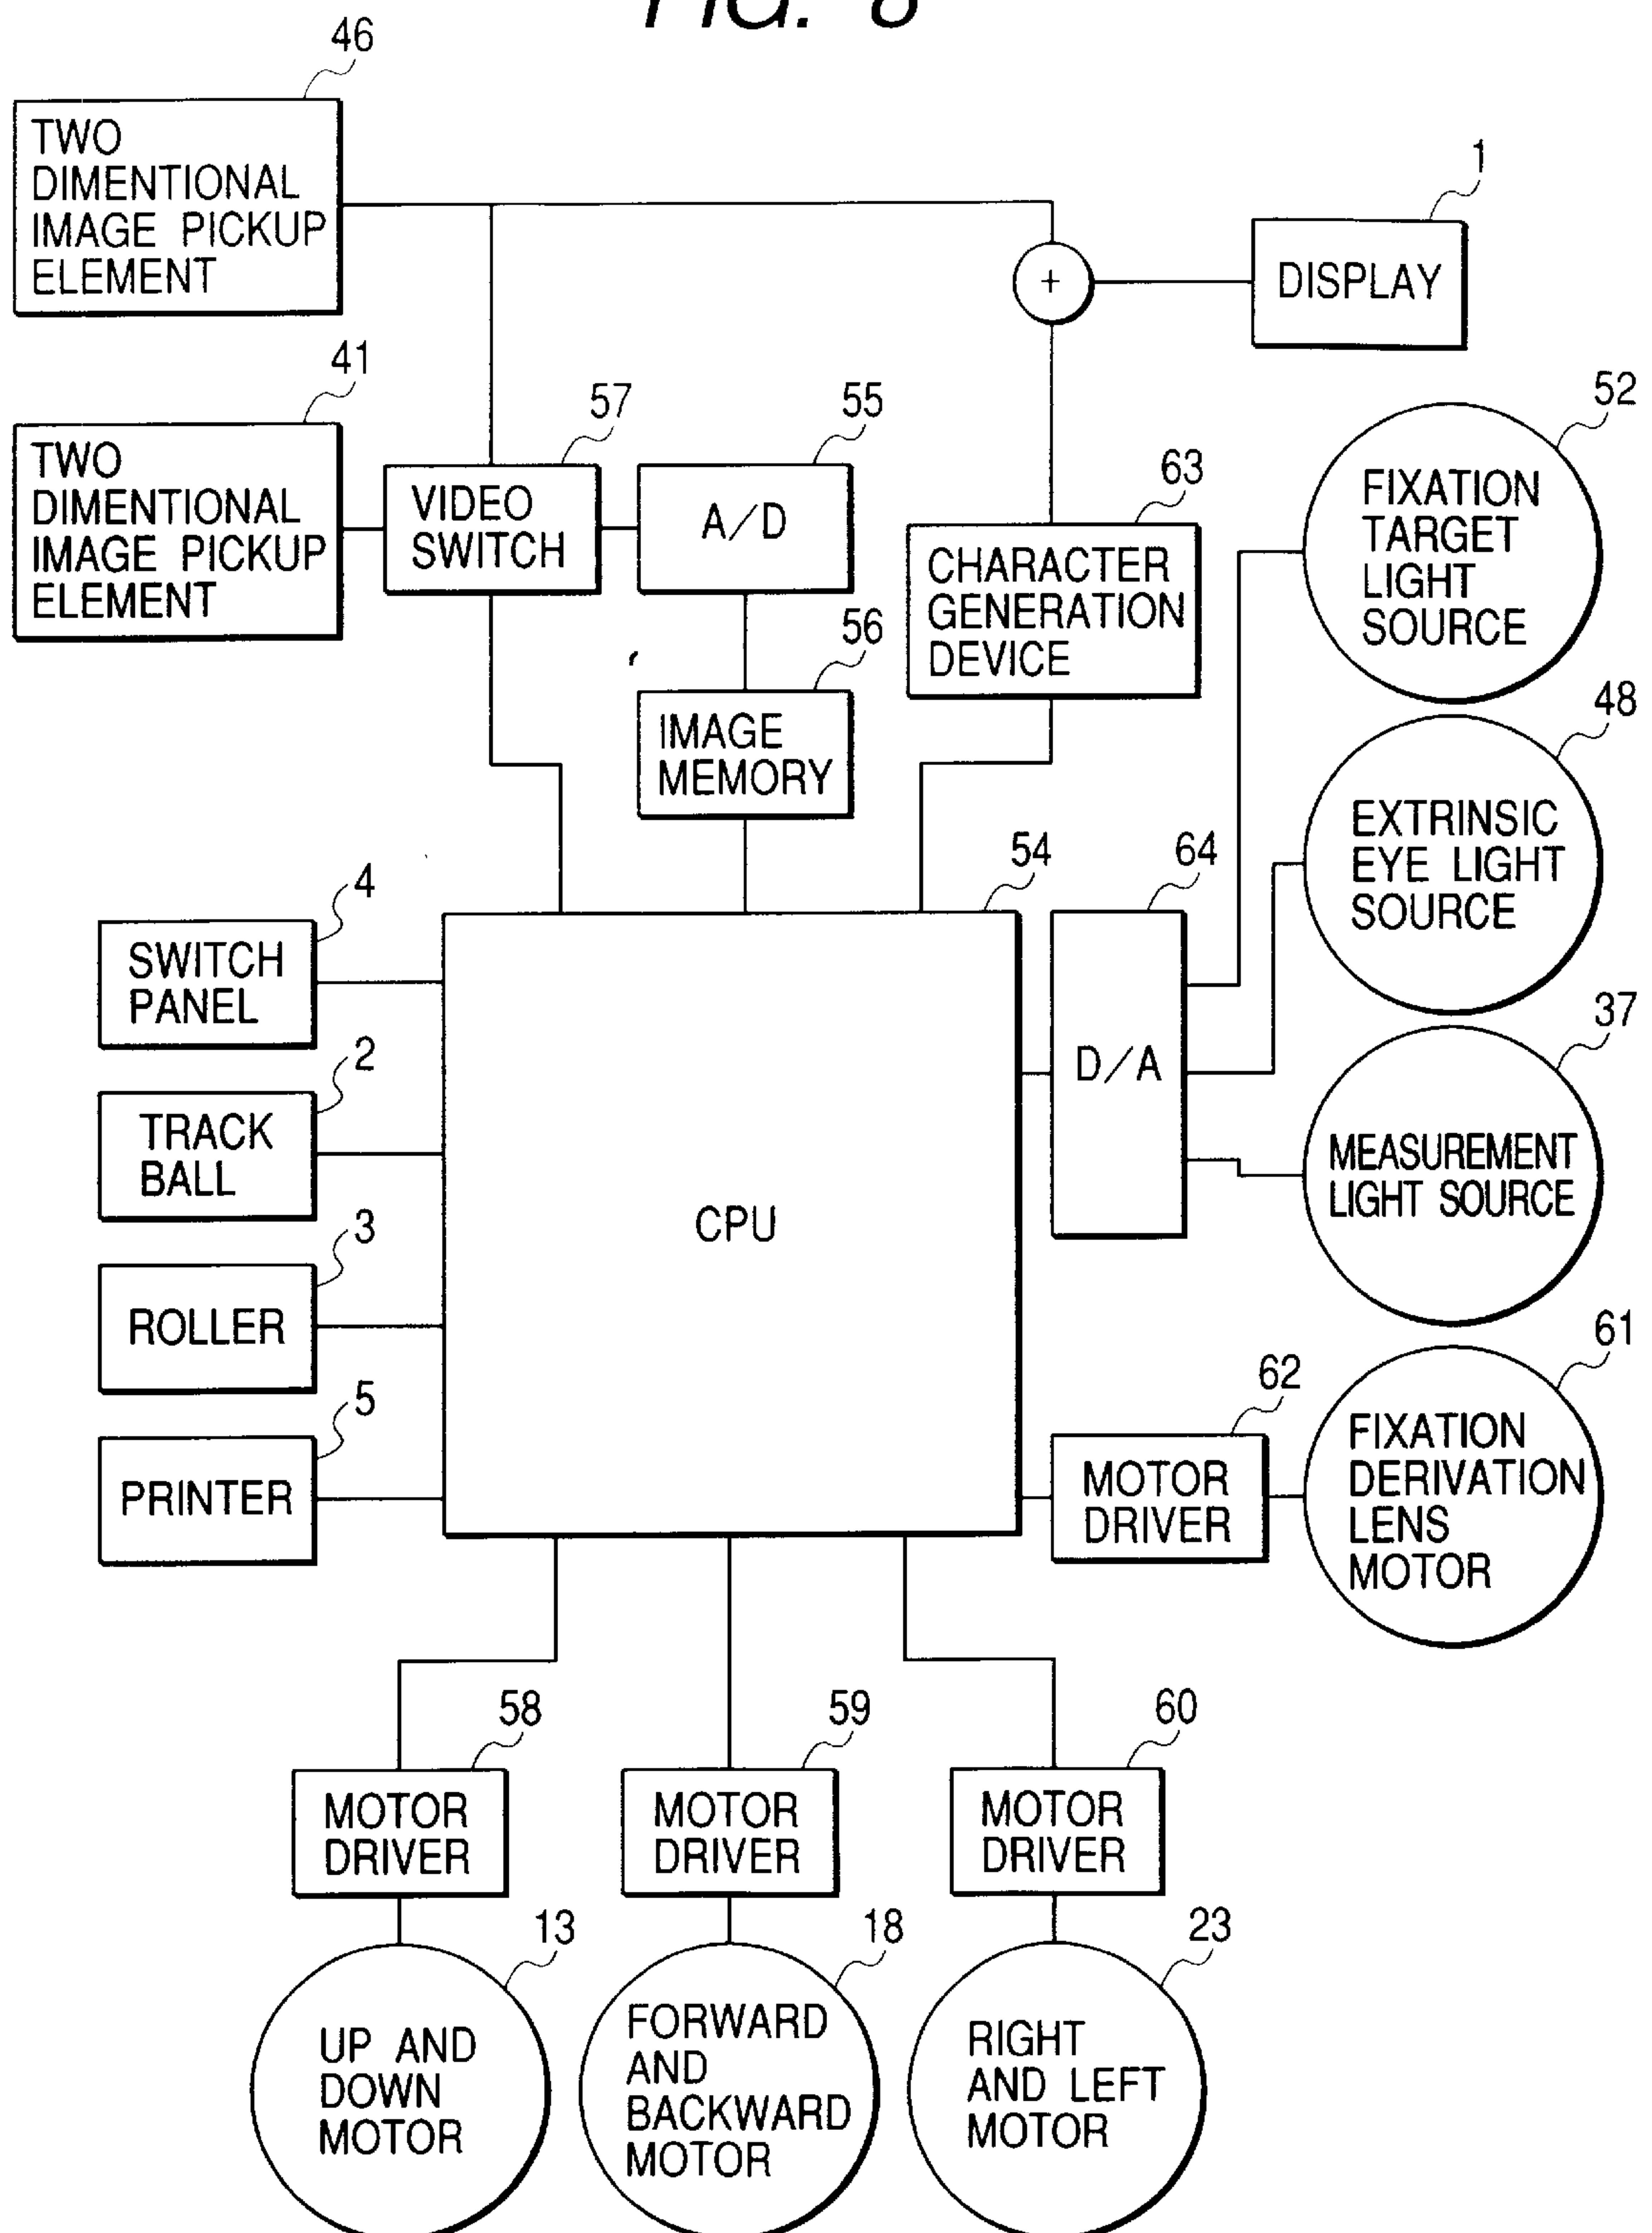 FIG. 8
46
TWO
DIMENTIONAL
IMAGE PICKUP
ELEMENT
1
DISPLAY
+
41
TWO
DIMENTIONAL
IMAGE PICKUP
ELEMENT
57
VIDEO
SWITCH
55
A/D
63
CHARACTER
GENERATION
DEVICE
52
FIXATION
TARGET
LIGHT
SOURCE
56
IMAGE
MEMORY
48
EXTRINSIC
EYE LIGHT
SOURCE
4
SWITCH
PANEL
54
CPU
64
D/A
37
MEASUREMENT
LIGHT SOURCE
2
TRACK
BALL
3
ROLLER
5
PRINTER
62
MOTOR
DRIVER
61
FIXATION
DERIVATION
LENS
MOTOR
58
MOTOR
DRIVER
59
MOTOR
DRIVER
60
MOTOR
DRIVER
13
UP AND
DOWN
MOTOR
18
FORWARD
AND
BACKWARD
MOTOR
23
RIGHT
AND LEFT
MOTOR